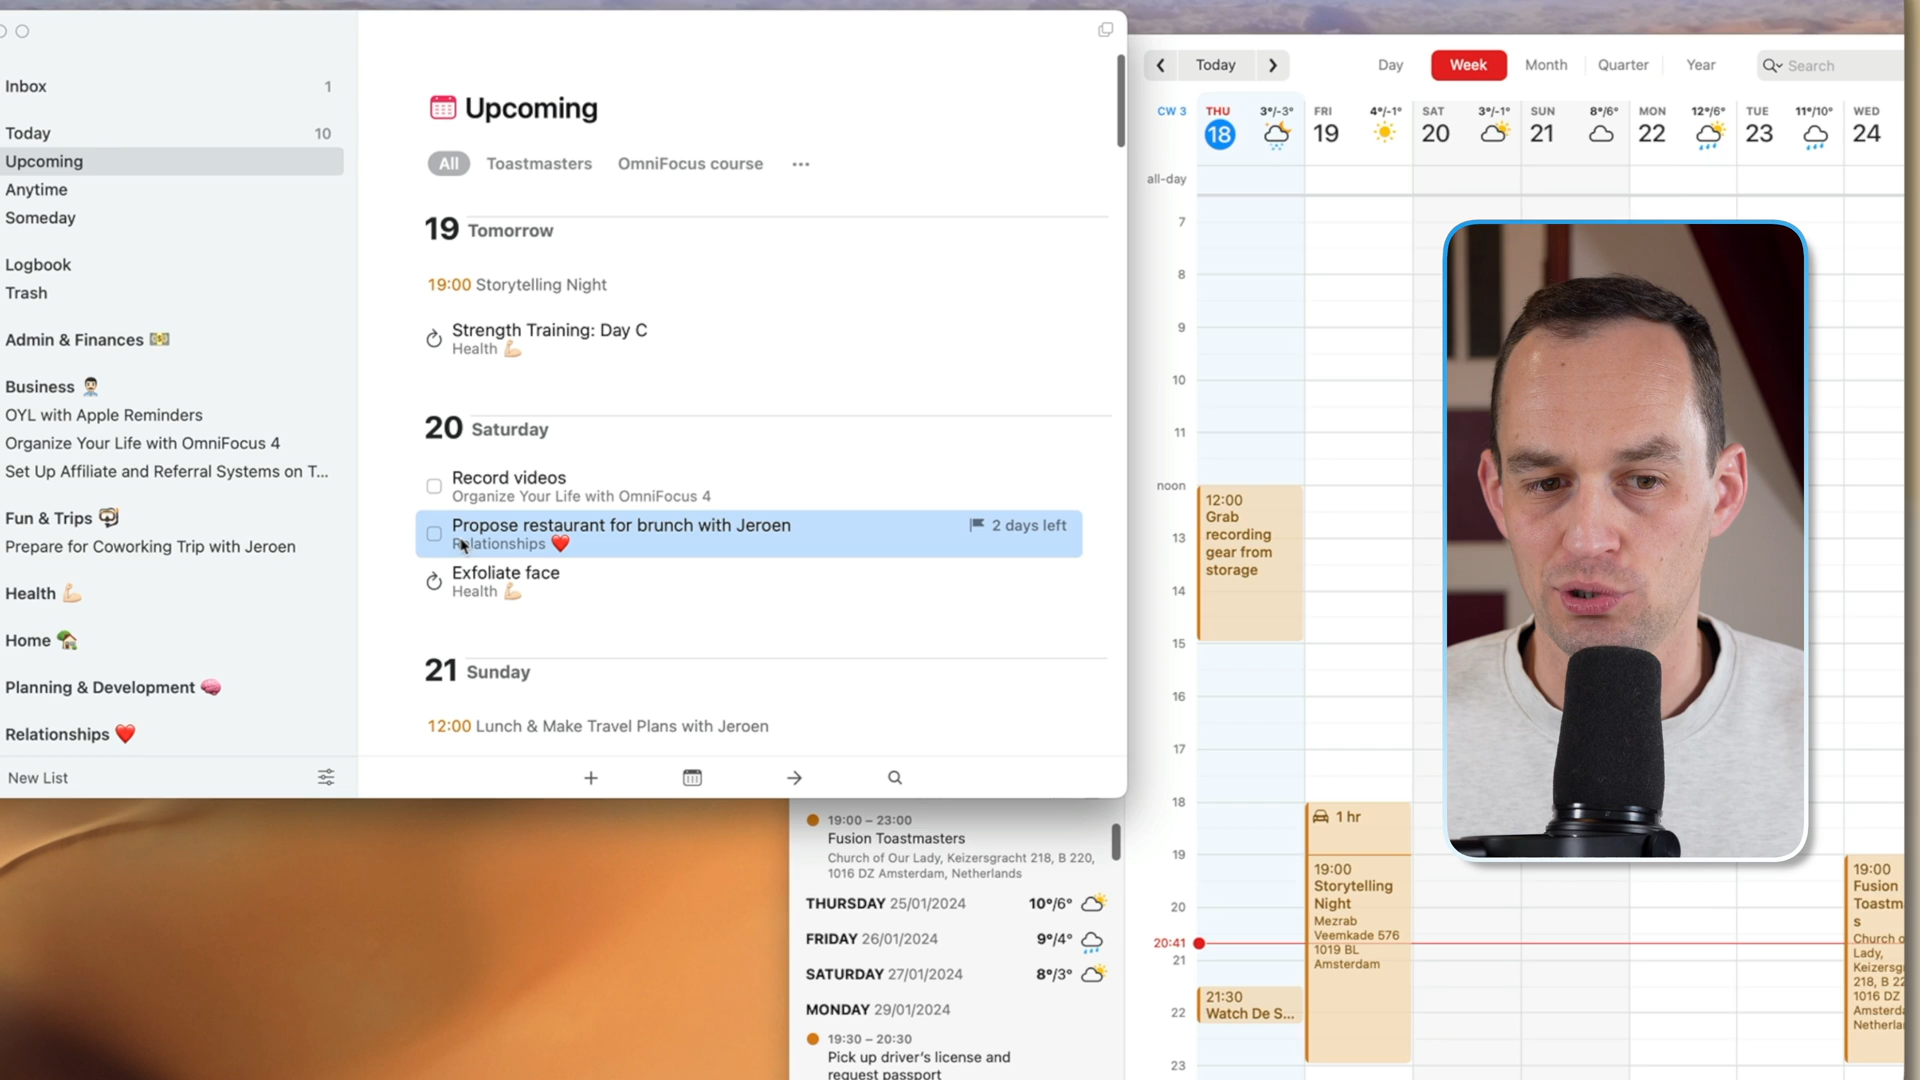 Inbox 1
Today 10
Upcoming
Anytime
Someday
Logbook
Trash
Admin & Finances
Business
OYL with Apple Reminders
Organize Your Life with OmniFocus 4
Set Up Affiliate and Referral Systems on T...
Fun & Trips
Prepare for Coworking Trip with Jeroen
Health
Home
Planning & Development
Relationships
New List
Upcoming
All Toastmasters OmniFocus course ...
19 Tomorrow
19:00 Storytelling Night
Strength Training: Day C
Health
20 Saturday
Record videos
Organize Your Life with OmniFocus 4
Propose restaurant for brunch with Jeroen 2 days left
Relationships
Exfoliate face
Health
21 Sunday
12:00 Lunch & Make Travel Plans with Jeroen
19:00 – 23:00
Fusion Toastmasters
Church of Our Lady, Keizersgracht 218, B 220,
1016 DZ Amsterdam, Netherlands
THURSDAY 25/01/2024 10°/6°
FRIDAY 26/01/2024 9°/4°
SATURDAY 27/01/2024 8°/3°
MONDAY 29/01/2024
19:30 – 20:30
Pick up driver's license and
request passport
Today Day Week Month Quarter Year Search
CW 3 THU 3°/-3° FRI 4°/-1° SAT 3°/-1° SUN 8°/6° MON 12°/6° TUE 11°/10° WED
18 19 20 21 22 23 24
all-day
7
8
9
10
11
noon
13
14
15
16
17
18
19
20
20:41
21
22
23
12:00
Grab
recording
gear from
storage
21:30
Watch De S...
1 hr
19:00
Storytelling
Night
Mezrab
Veemkade 576
1019 BL
Amsterdam
19:00
Fusion
Toastm
s
Church o
Lady,
Keizersg
218, B 22
1016 DZ
Amsterda
Netherla